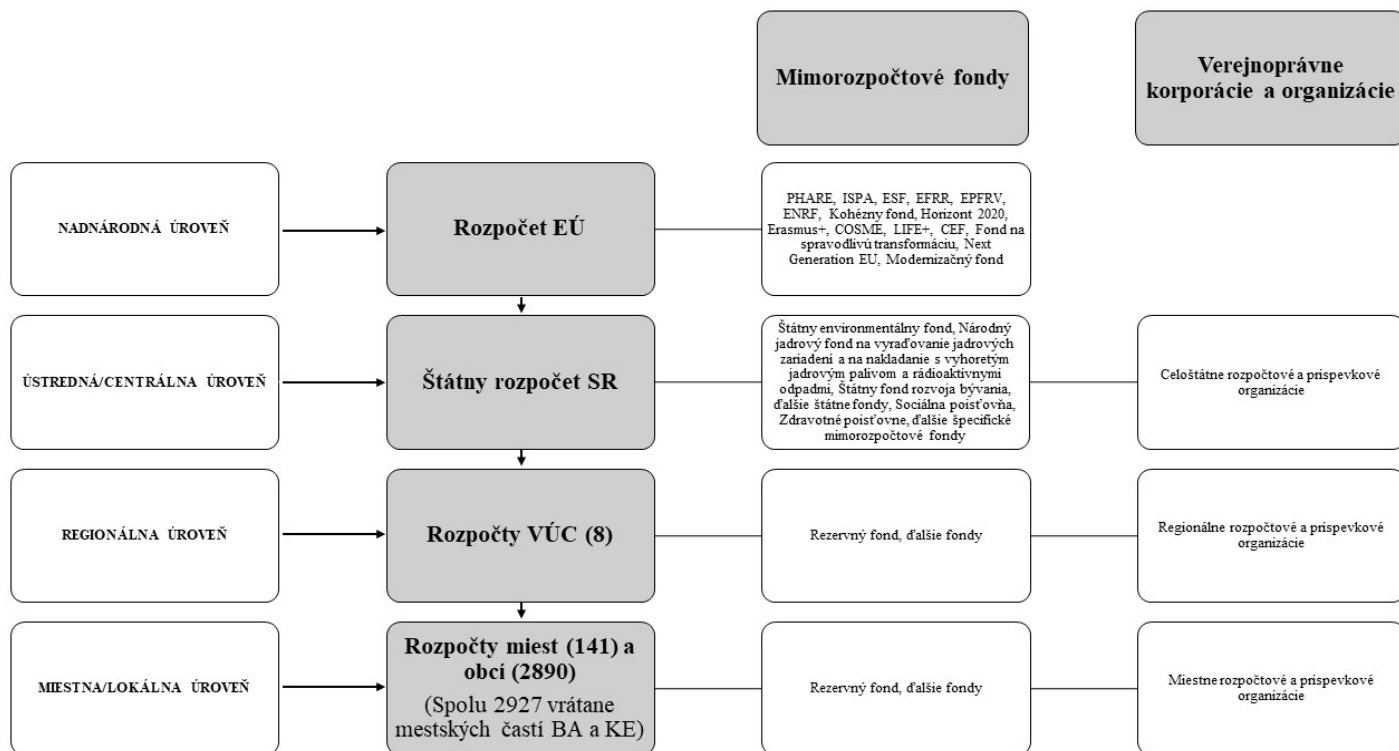 Mimorozpočtové fondy
Verejnoprávne
korporácie a organizácie
NADNÁRODNÁ ÚROVEŇ
Rozpočet EÚ
PHARE, ISPA, ESF, EFRR, EPFRV,
ENRF, Kohézny fond, Horizont 2020,
Erasmus+, COSME, LIFE+, CEF, Fond na
spravodlivú transformáciu, Next
Generation EU, Modernizačný fond
ÚSTREDNÁ/CENTRÁLNA ÚROVEŇ
Štátny rozpočet SR
Štátny environmentálny fond, Národný
jadrový fond na vyraďovanie jadrových
zariadení a na nakladanie s vyhoretým
jadrovým palivom a rádioaktívnymi
odpadmi, Štátny fond rozvoja bývania,
ďalšie štátne fondy, Sociálna poisťovňa,
Zdravotné poisťovne, ďalšie špecifické
mimorozpočtové fondy
Celoštátne rozpočtové a príspevkové
organizácie
REGIONÁLNA ÚROVEŇ
Rozpočty VÚC (8)
Rezervný fond, ďalšie fondy
Regionálne rozpočtové a príspevkové
organizácie
MIESTNA/LOKÁLNA ÚROVEŇ
Rozpočty miest (141) a
obcí (2890)
(Spolu 2927 vrátane
mestských častí BA a KE)
Rezervný fond, ďalšie fondy
Miestne rozpočtové a príspevkové
organizácie